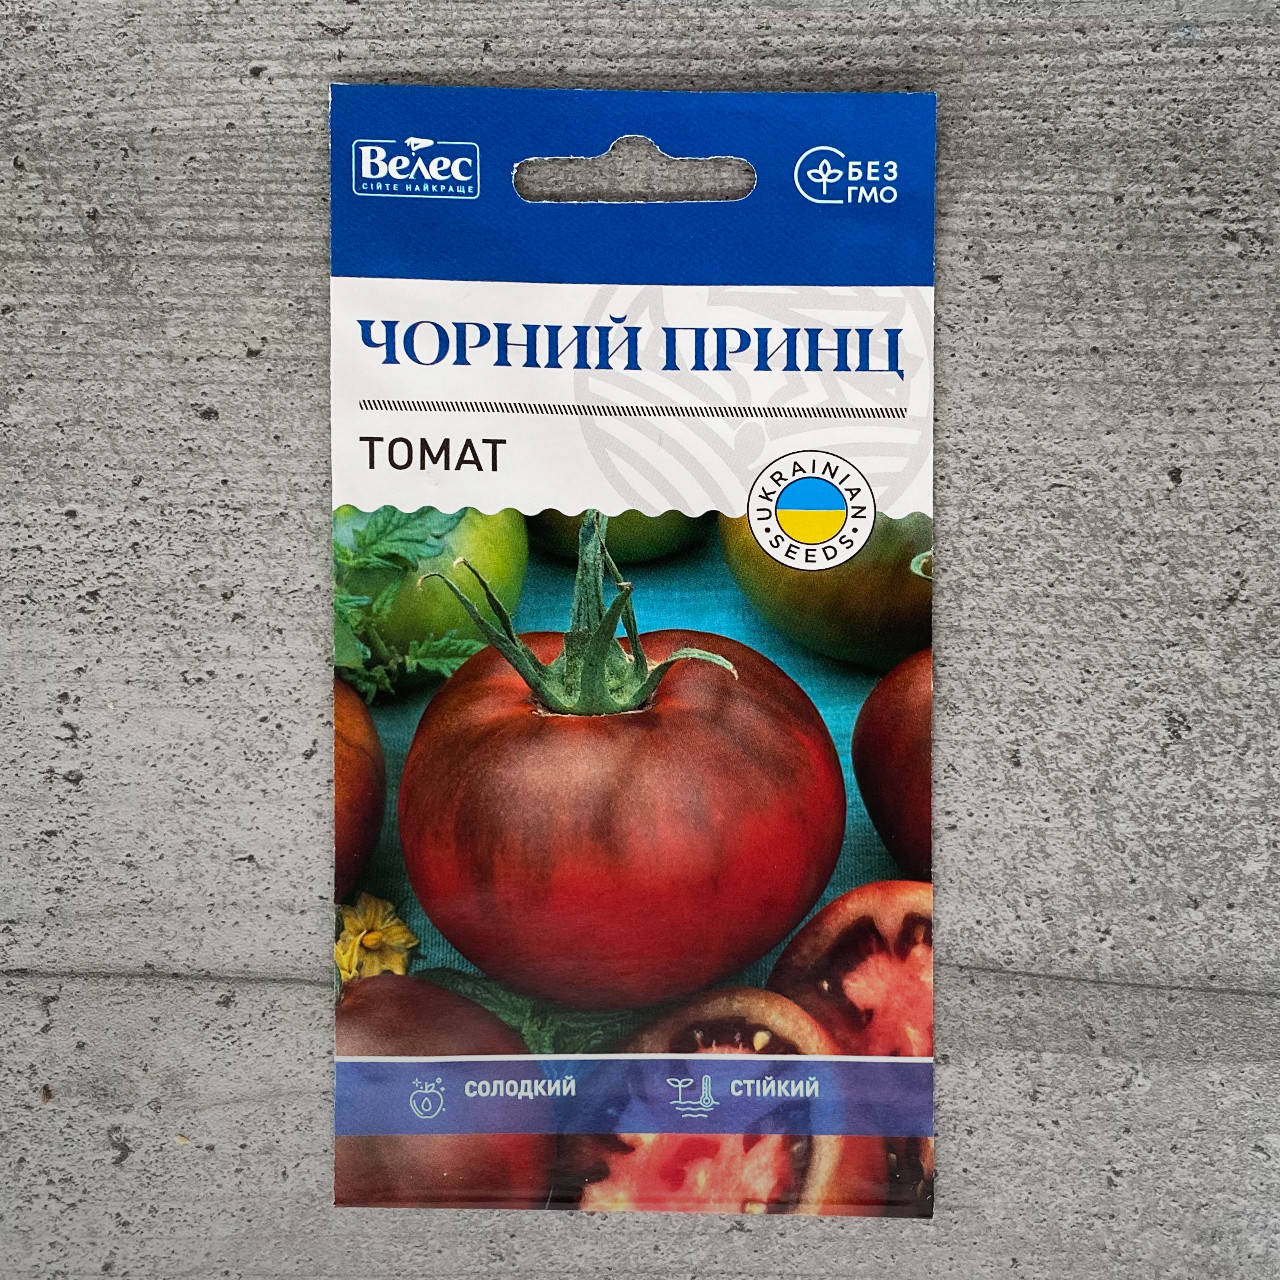 Велес
СІЙТЕ НАЙКРАЩЕ
БЕЗ
ГМО
ЧОРНИЙ ПРИНЦ
ТОМАТ
UKRAINIAN
SEEDS
СОЛОДКИЙ
СТІЙКИЙ